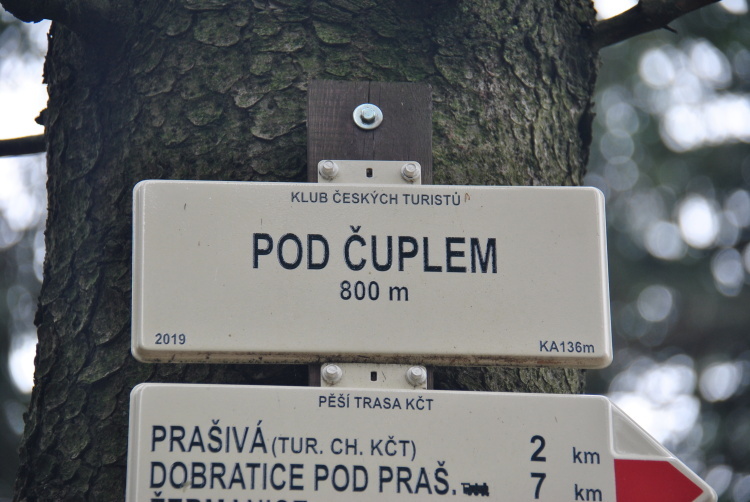 KLUB ČESKÝCH TURISTŮ
POD ČUPLEM
800 m
2019 KA136m
PĚŠÍ TRASA KČT
PRAŠIVÁ (TUR. CH. KČT) 2 km
DOBRATICE POD PRAŠ. 7 km